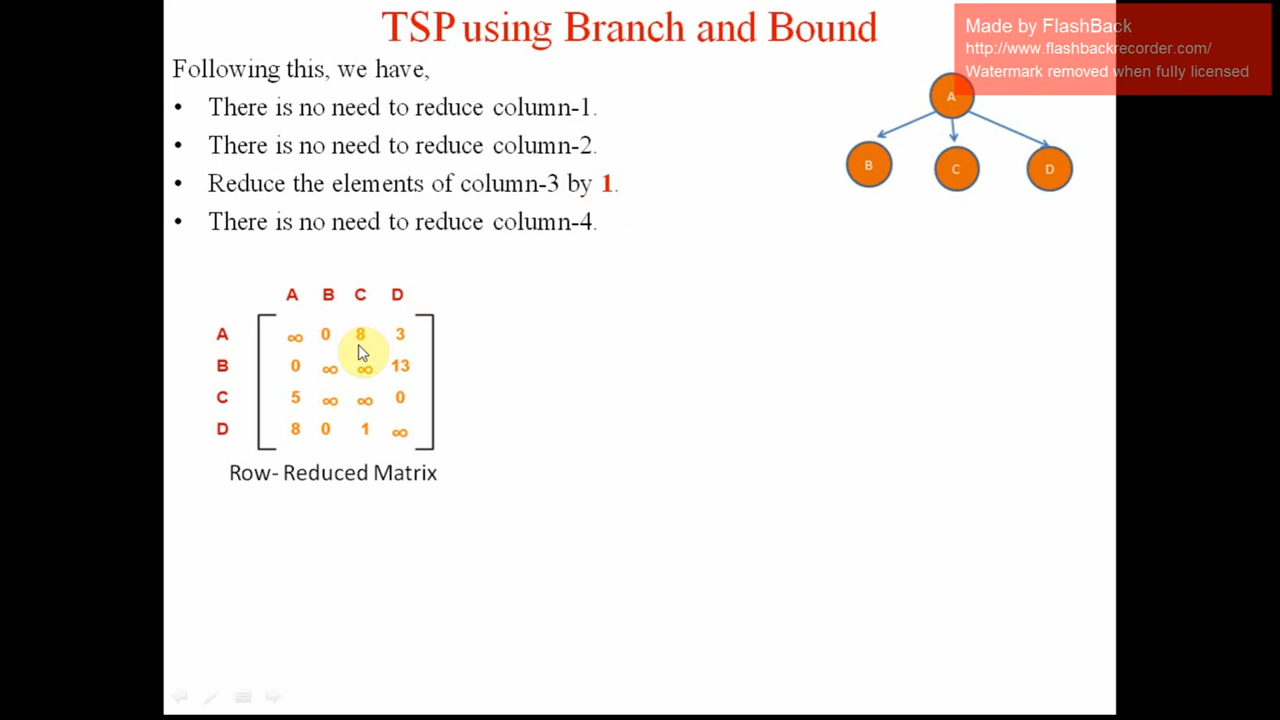 TSP using Branch and Bound
Made by FlashBack
http://www.flashbackrecorder.com/
Watermark removed when fully licensed
Following this, we have,
• There is no need to reduce column-1.
• There is no need to reduce column-2.
• Reduce the elements of column-3 by 1.
• There is no need to reduce column-4.
A
B C D
A B C D
A ∞ 0 8 3
B 0 ∞ ∞ 13
C 5 ∞ ∞ 0
D 8 0 1 ∞
Row- Reduced Matrix